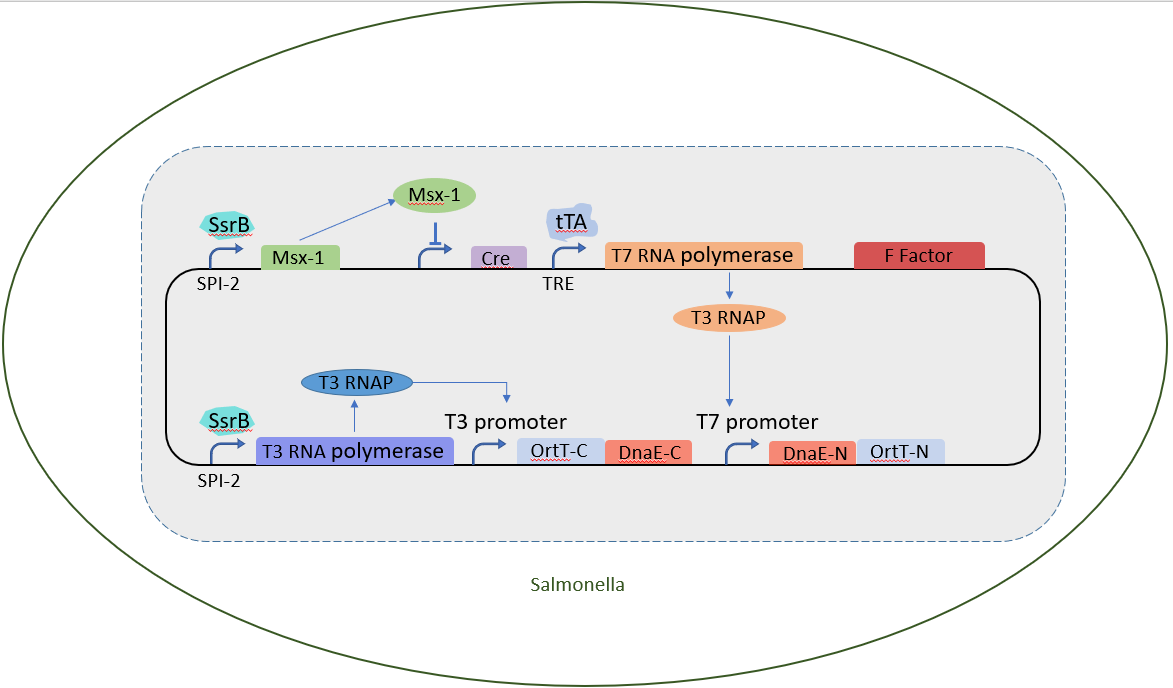 Msx-1
SsrB
tTA
Msx-1
Cre
T7 RNA polymerase
F Factor
SPI-2
TRE
T3 RNAP
T3 RNAP
SsrB
T3 promoter
T7 promoter
T3 RNA polymerase
OrtT-C
DnaE-C
DnaE-N
OrtT-N
SPI-2
Salmonella